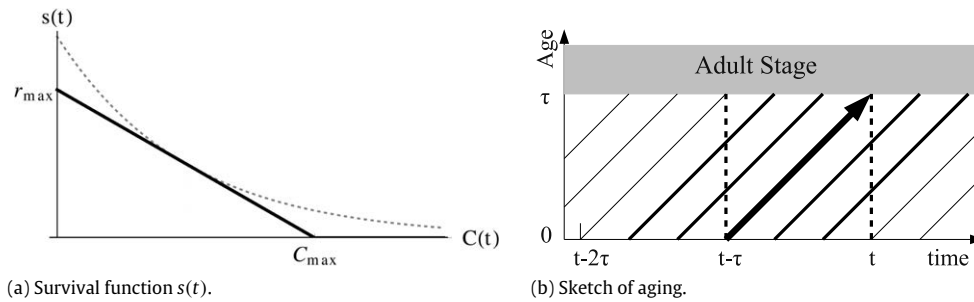 s(t)
r_max
C_max
C(t)
(a) Survival function s(t).
Age
Adult Stage
τ
0
t-2τ t-τ t time
(b) Sketch of aging.